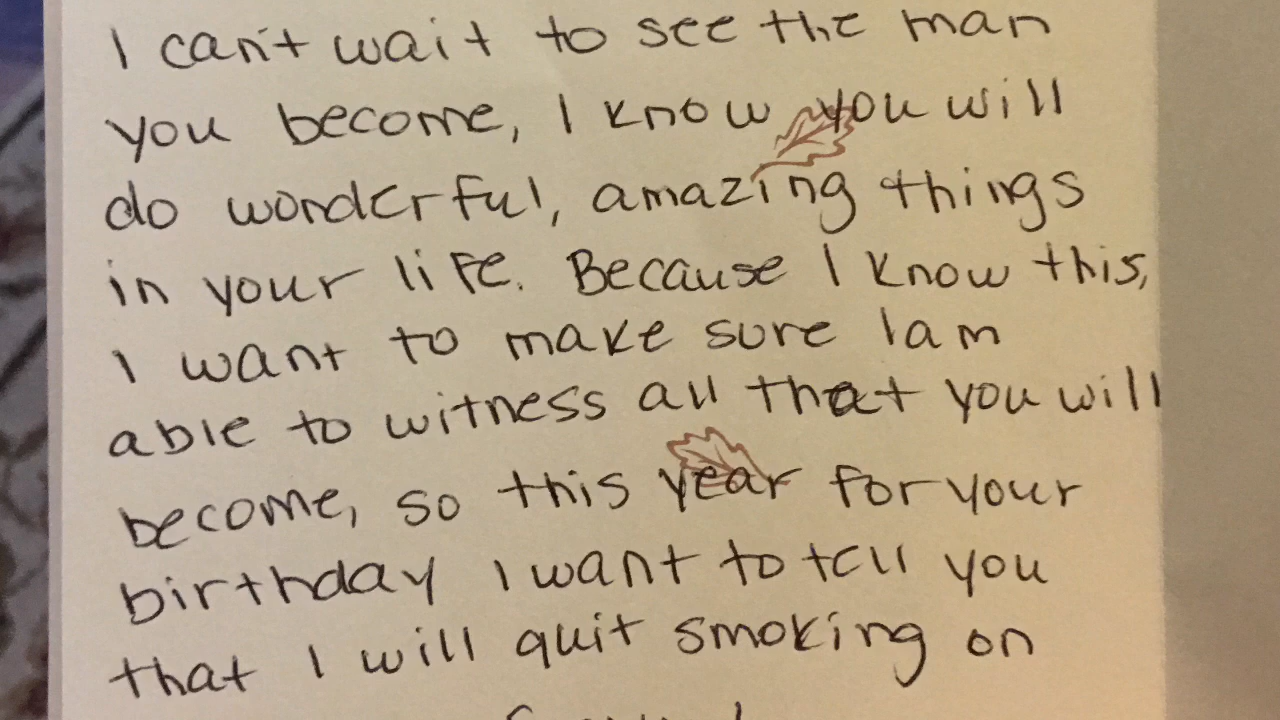 I can't wait to see the man
you become, I know you will
do wonderful, amazing things
in your life. Because I know this,
I want to make sure I am
able to witness all that you will
become, so this year for your
birthday I want to tell you
that I will quit smoking on